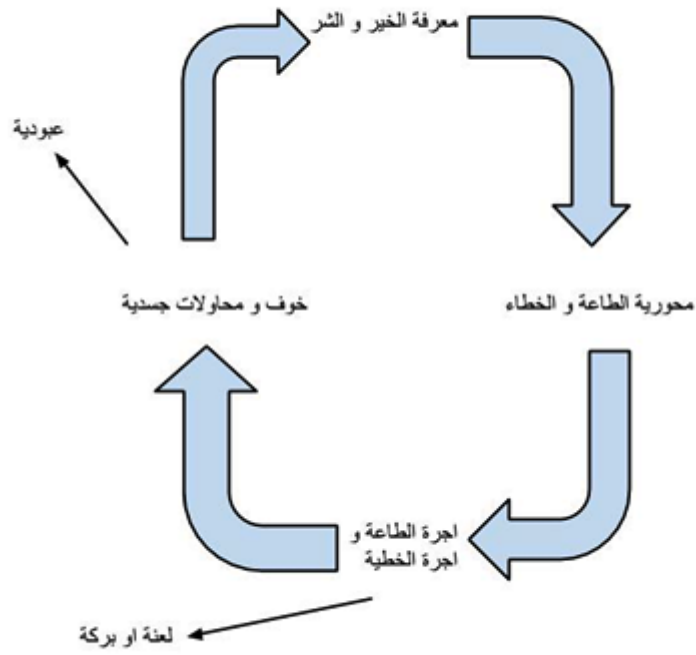 معرفة الخير و الشر
عبودية
محورية الطاعة و الخطاء
خوف و محاولات جسدية
اجرة الطاعة و
اجرة الخطية
لعنة او بركة